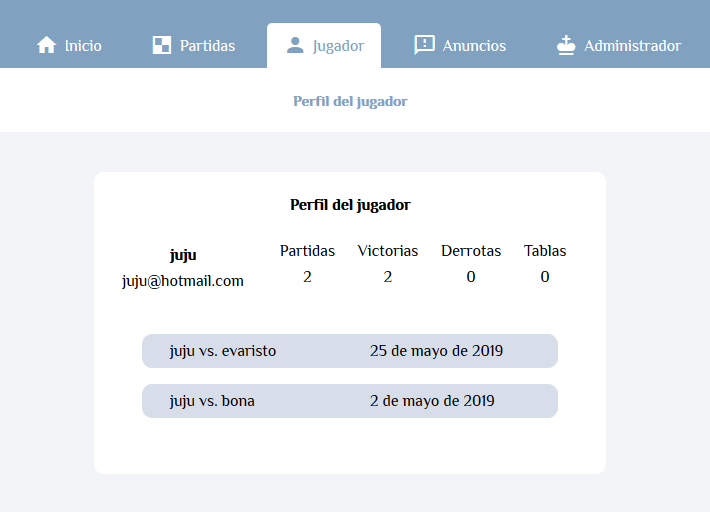 Inicio Partidas Jugador Anuncios Administrador
Perfil del jugador
Perfil del jugador
juju
juju@hotmail.com
Partidas Victorias Derrotas Tablas
2 2 0 0
juju vs. evaristo 25 de mayo de 2019
juju vs. bona 2 de mayo de 2019